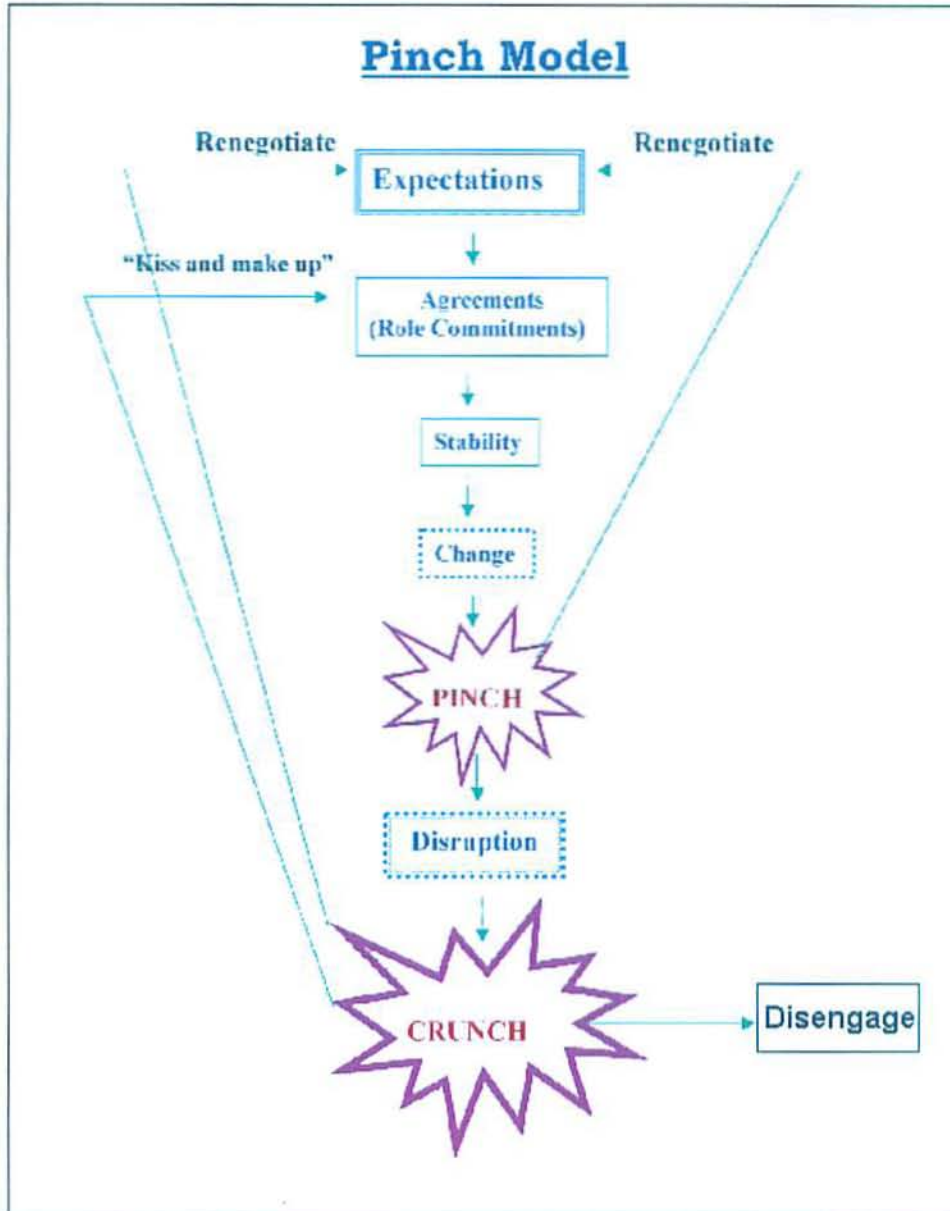 Pinch Model
Renegotiate
Renegotiate
Expectations
"Kiss and make up"
Agreements
(Role Commitments)
Stability
Change
PINCH
Disruption
CRUNCH
Disengage